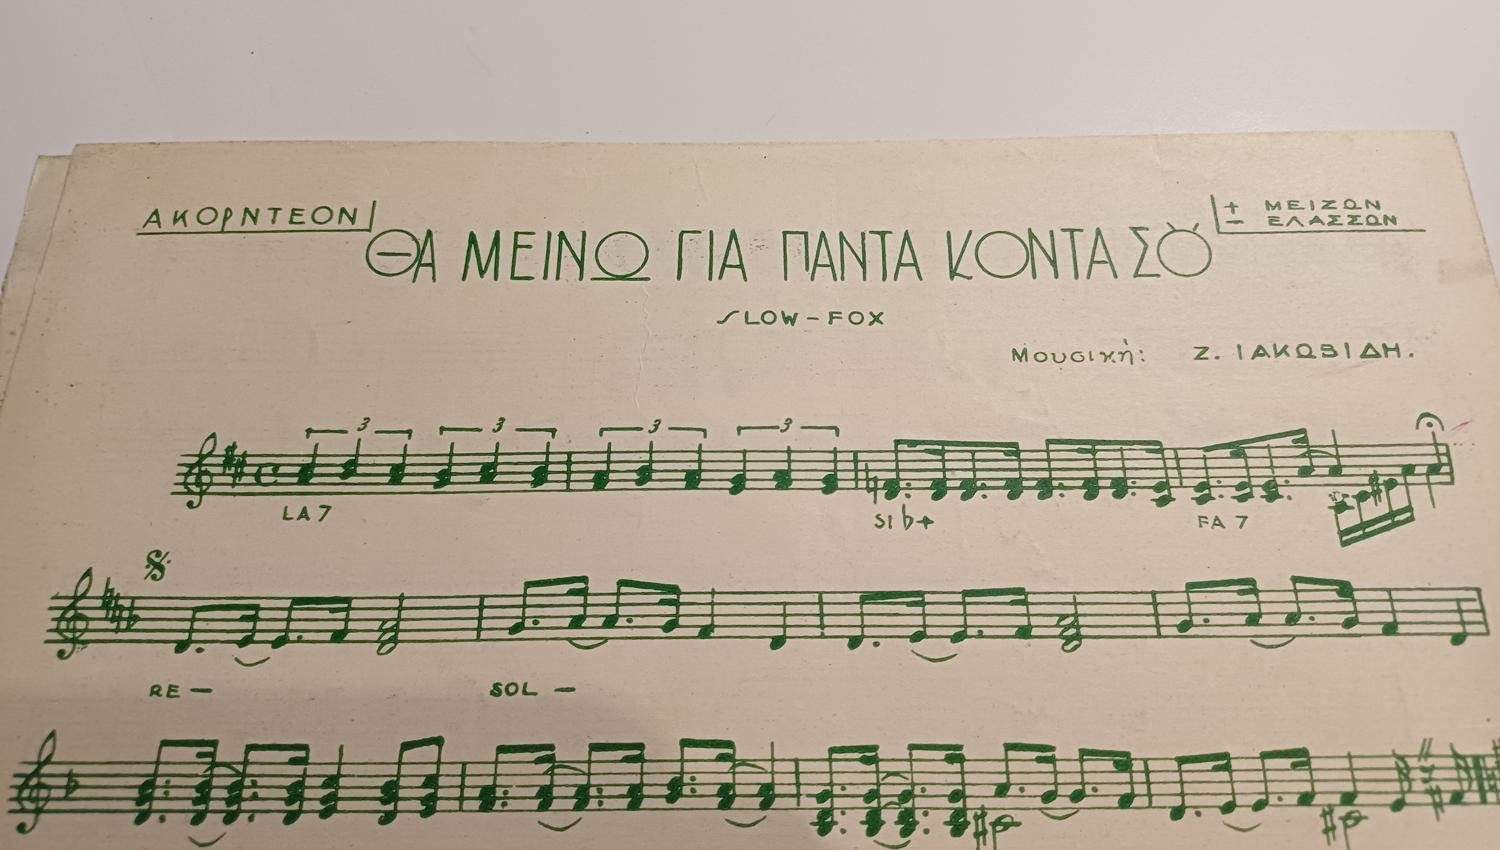 ΑΚΟΡΝΤΕΟΝ
+ ΜΕΙΖΩΝ
− ΕΛΑΣΣΩΝ
ΘΑ ΜΕΙΝΩ ΓΙΑ ΠΑΝΤΑ ΚΟΝΤΑ ΣΟΥ
SLOW-FOX
Μουσική: Ζ. ΙΑΚΩΒΙΔΗ.
3 3 3 3
LA 7 SI b+ FA 7
RE — SOL —